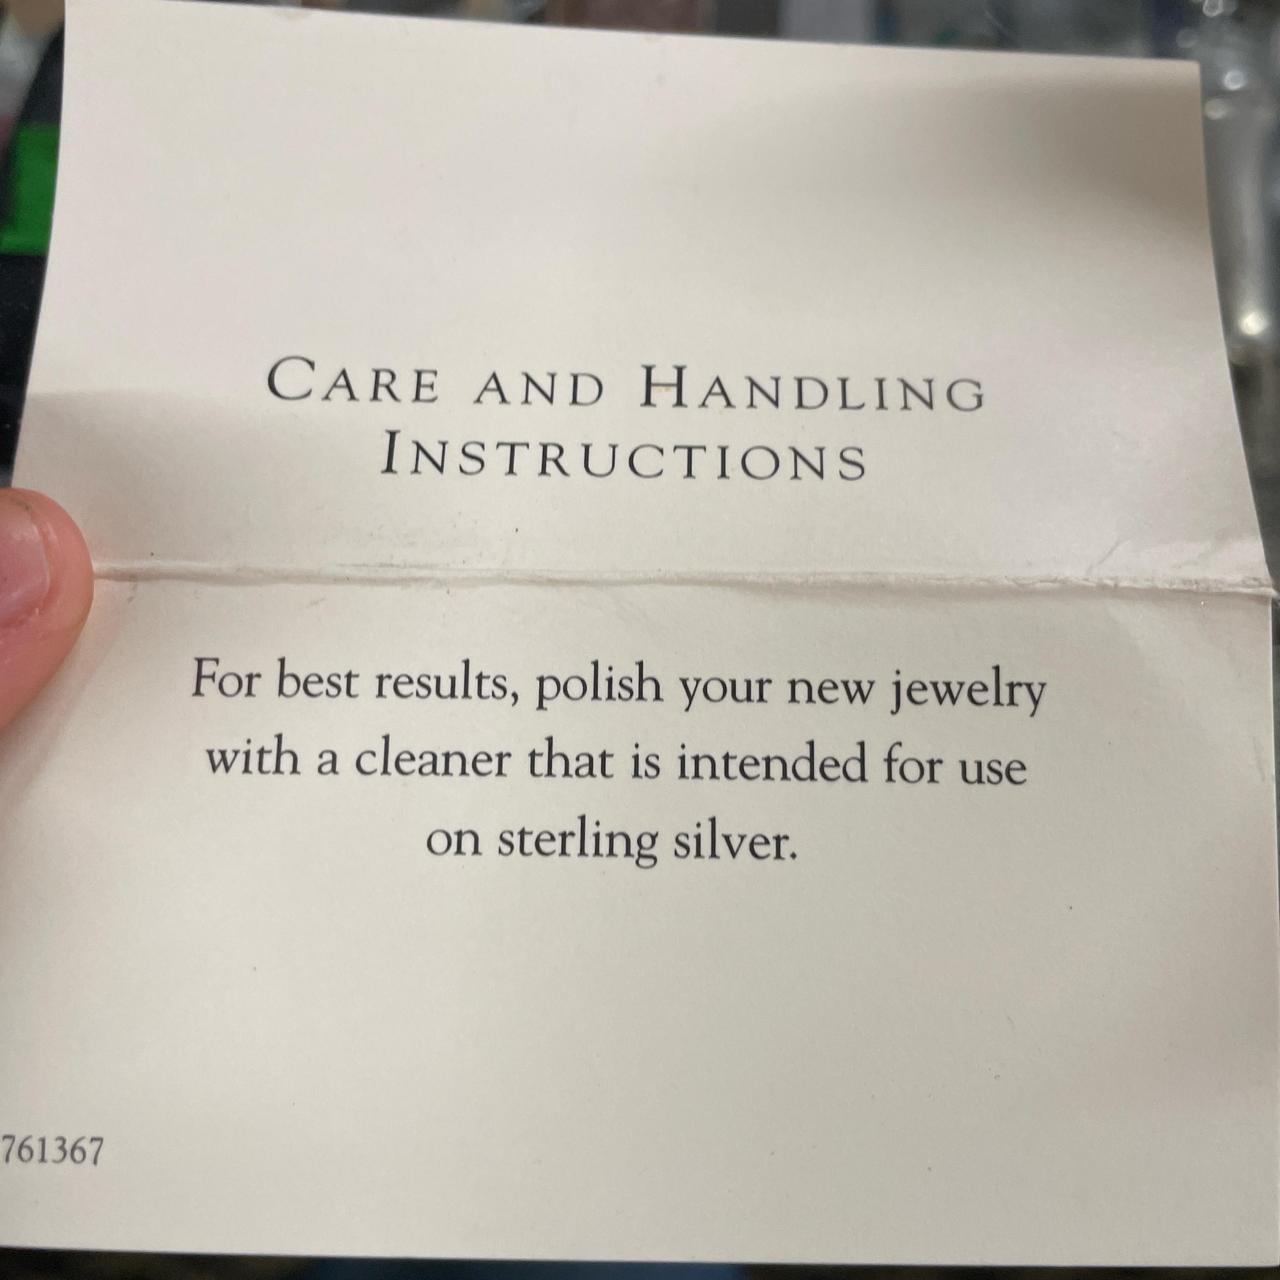 CARE AND HANDLING
INSTRUCTIONS
For best results, polish your new jewelry
with a cleaner that is intended for use
on sterling silver.
761367